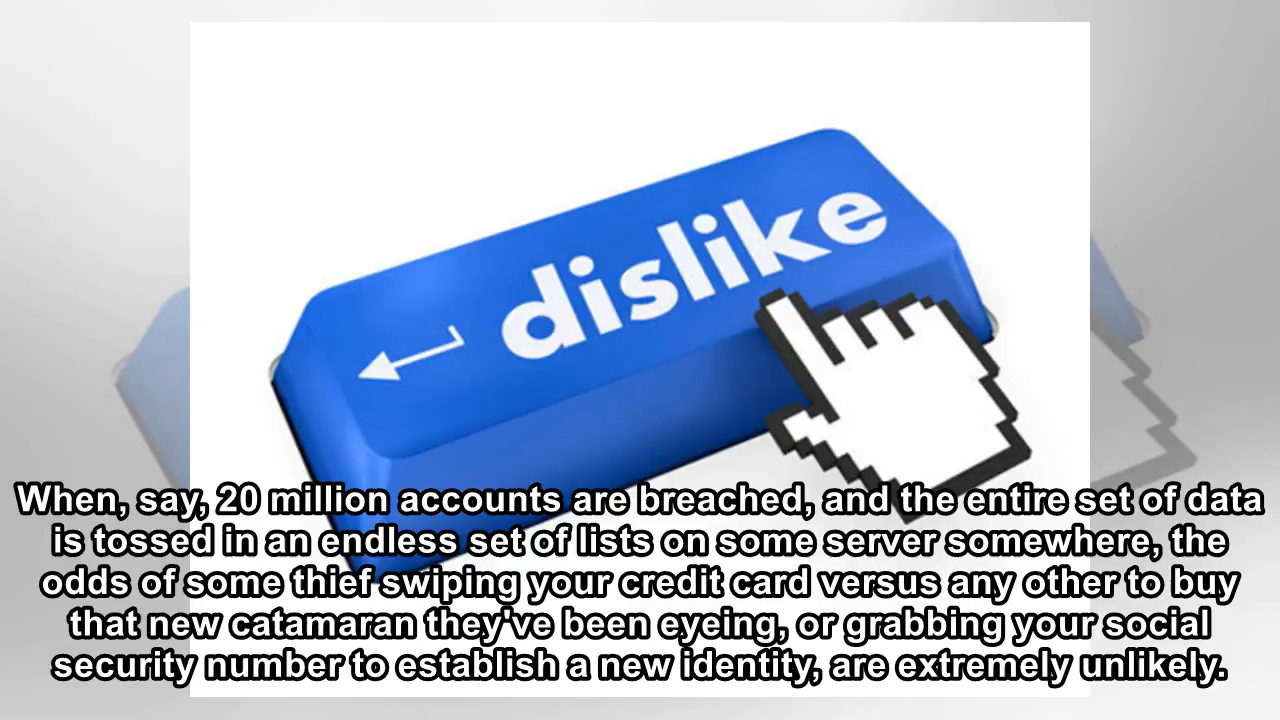 dislike
When, say, 20 million accounts are breached, and the entire set of data
is tossed in an endless set of lists on some server somewhere, the
odds of some thief swiping your credit card versus any other to buy
that new catamaran they've been eyeing, or grabbing your social
security number to establish a new identity, are extremely unlikely.